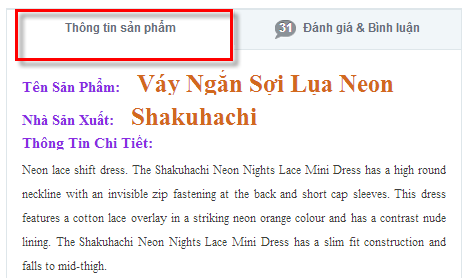 Thông tin sản phẩm
31 Đánh giá & Bình luận
Tên Sản Phẩm: Váy Ngắn Sợi Lụa Neon
Nhà Sản Xuất: Shakuhachi
Thông Tin Chi Tiết:
Neon lace shift dress. The Shakuhachi Neon Nights Lace Mini Dress has a high round
neckline with an invisible zip fastening at the back and short cap sleeves. This dress
features a cotton lace overlay in a striking neon orange colour and has a contrast nude
lining. The Shakuhachi Neon Nights Lace Mini Dress has a slim fit construction and
falls to mid-thigh.